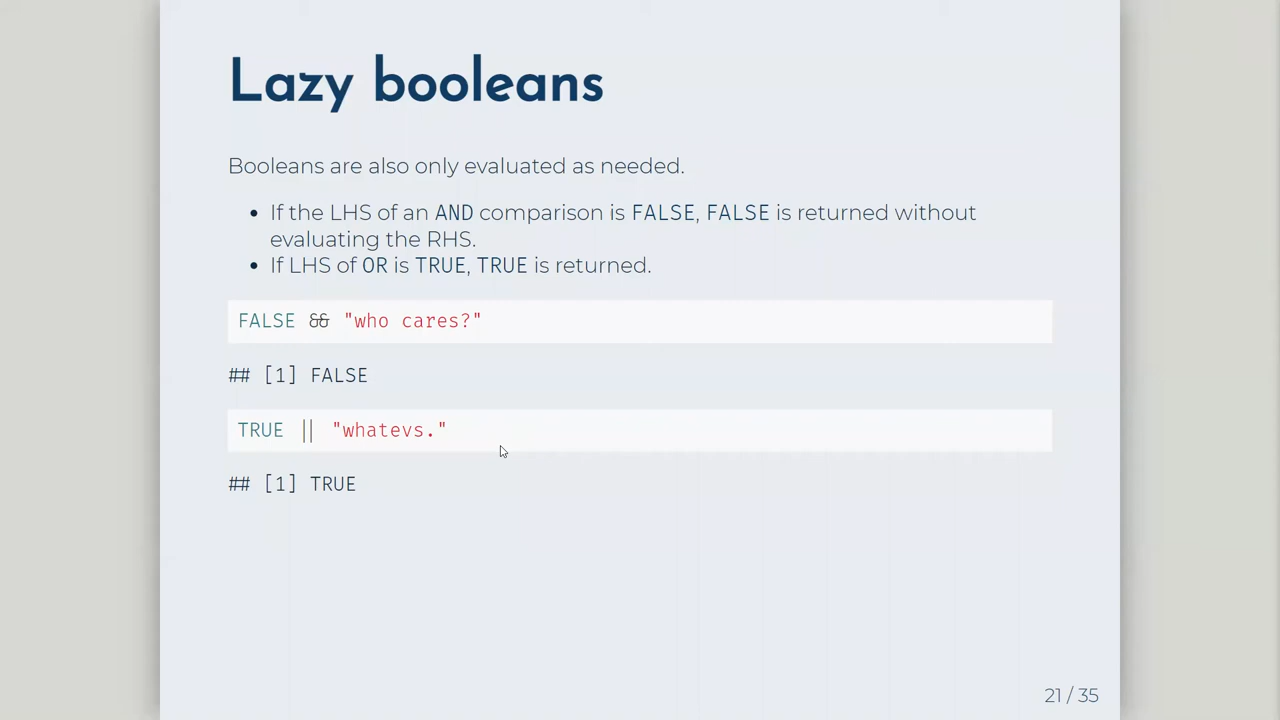 Lazy booleans
Booleans are also only evaluated as needed.
• If the LHS of an AND comparison is FALSE, FALSE is returned without
evaluating the RHS.
• If LHS of OR is TRUE, TRUE is returned.
FALSE && "who cares?"
## [1] FALSE
TRUE || "whatevs."
## [1] TRUE
21 / 35